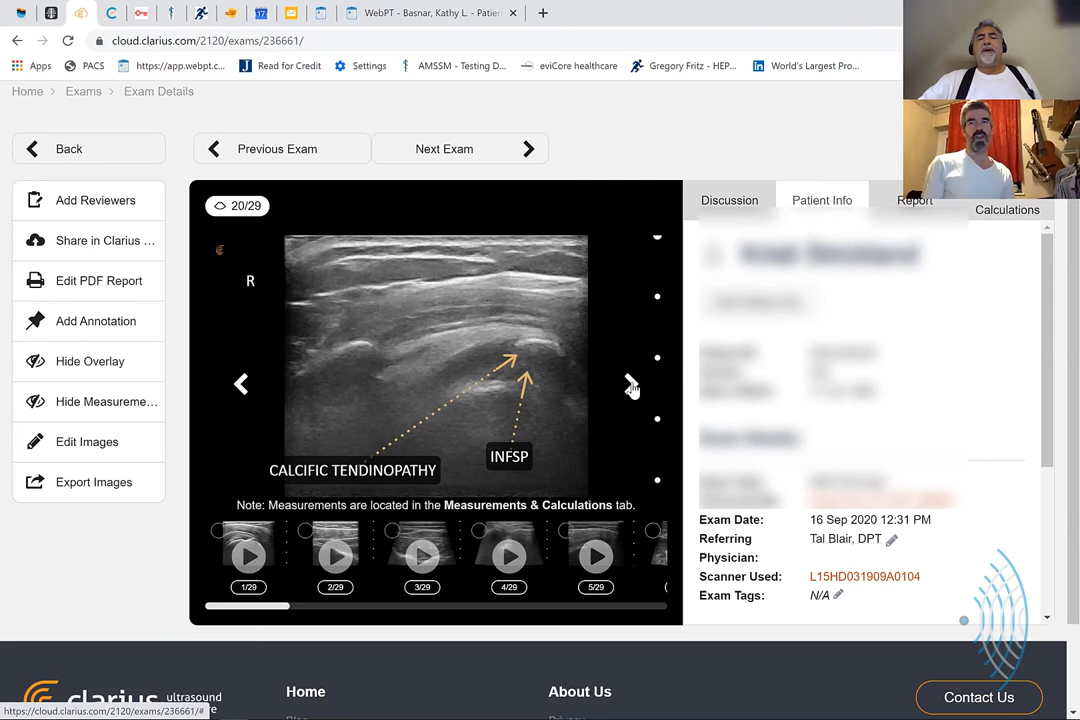 WebPT - Basnar, Kathy L. - Patien
cloud.clarius.com/2120/exams/236661/
Apps
PACS
https://app.webpt.c...
Read for Credit
Settings
AMSSM - Testing D...
eviCore healthcare
Gregory Fritz - HEP...
World's Largest Pro...
Home > Exams > Exam Details
Back
Previous Exam
Next Exam
Add Reviewers
Share in Clarius ...
Edit PDF Report
Add Annotation
Hide Overlay
Hide Measureme...
Edit Images
Export Images
20/29
R
CALCIFIC TENDINOPATHY
INFSP
Note: Measurements are located in the Measurements & Calculations tab.
1/29
2/29
3/29
4/29
5/29
Discussion
Patient Info
Report
Calculations
Exam Date: 16 Sep 2020 12:31 PM
Referring Physician: Tal Blair, DPT
Scanner Used: L15HD031909A0104
Exam Tags: N/A
clarius ultrasound
Home
About Us
Contact Us
https://cloud.clarius.com/2120/exams/236661/#